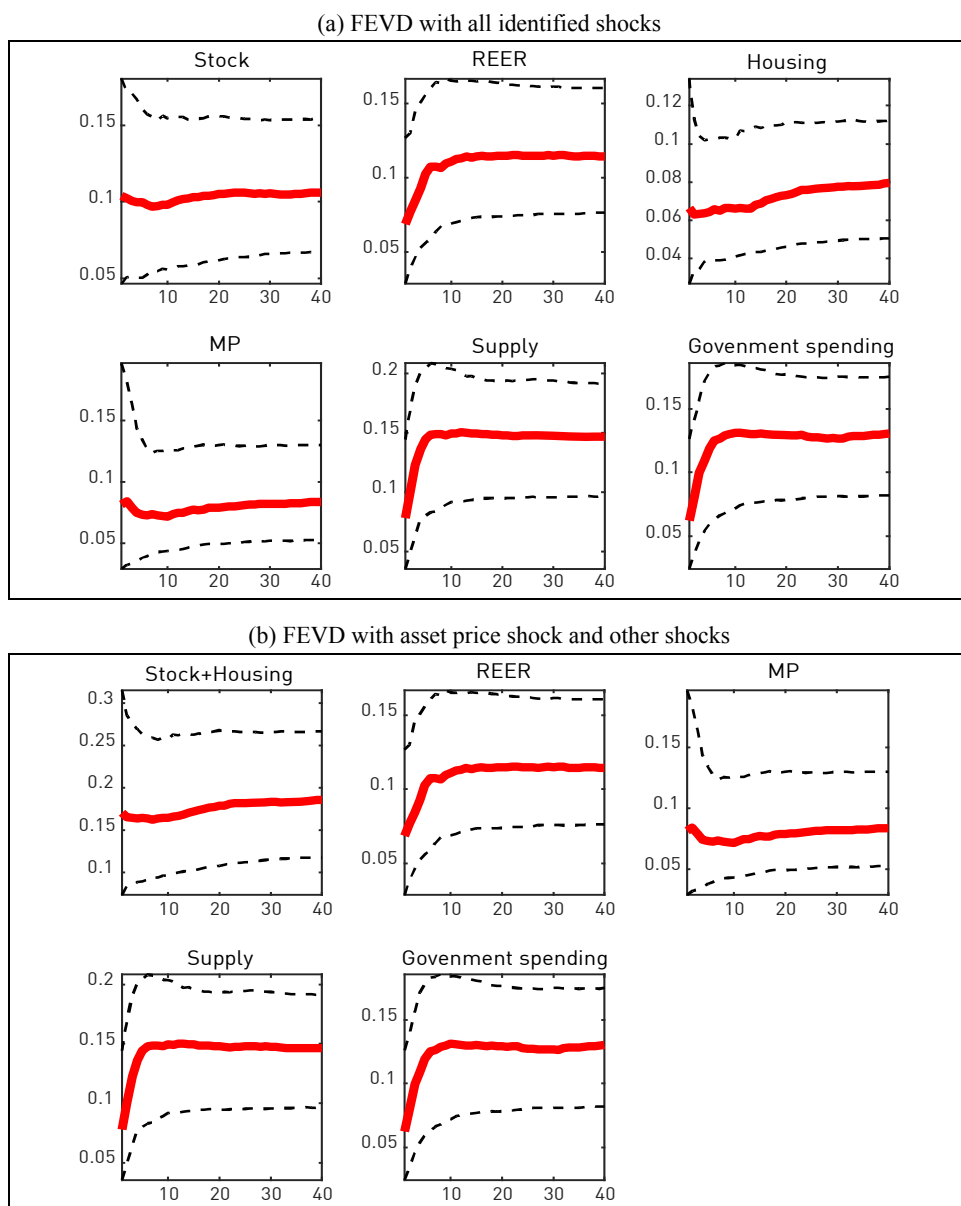 (a) FEVD with all identified shocks
Stock REER Housing
0.15
0.1
0.05
10 20 30 40
0.15
0.1
0.05
10 20 30 40
0.12
0.1
0.08
0.06
0.04
10 20 30 40
MP Supply Govenment spending
0.15
0.1
0.05
10 20 30 40
0.2
0.15
0.1
0.05
10 20 30 40
0.15
0.1
0.05
10 20 30 40
(b) FEVD with asset price shock and other shocks
Stock+Housing REER MP
0.3
0.25
0.2
0.15
0.1
10 20 30 40
0.15
0.1
0.05
10 20 30 40
0.15
0.1
0.05
10 20 30 40
Supply Govenment spending
0.2
0.15
0.1
0.05
10 20 30 40
0.15
0.1
0.05
10 20 30 40